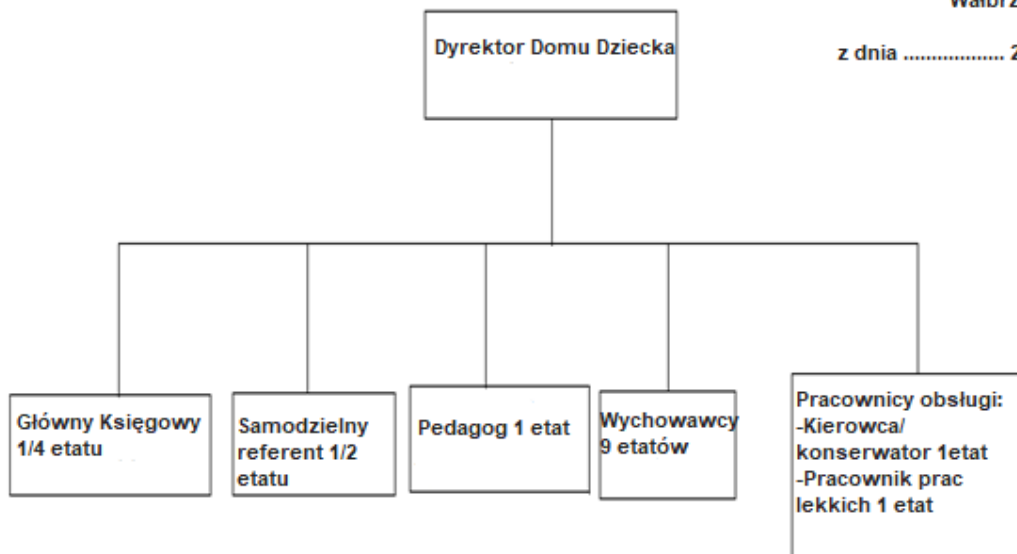 Dyrektor Domu Dziecka
z dnia .................. 2
Główny Księgowy
1/4 etatu
Samodzielny
referent 1/2
etatu
Pedagog 1 etat
Wychowawcy
9 etatów
Pracownicy obsługi:
-Kierowca/
konserwator 1etat
-Pracownik prac
lekkich 1 etat